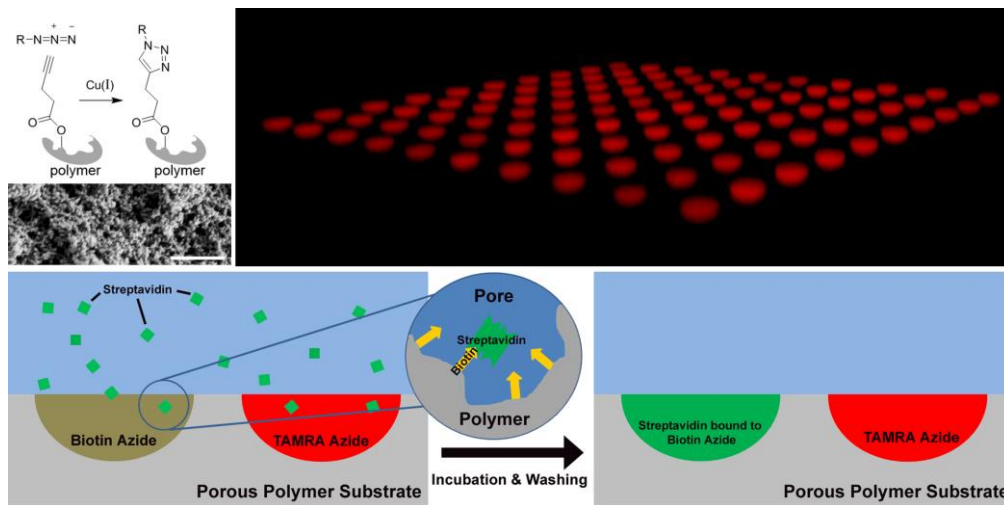 + −
R–N=N=N
R
N
N
N
Cu(I)
O
O
O
O
polymer
polymer
Streptavidin
Pore
Streptavidin
Biotin
Polymer
Biotin Azide
TAMRA Azide
Porous Polymer Substrate
Incubation & Washing
Streptavidin bound to
Biotin Azide
TAMRA Azide
Porous Polymer Substrate